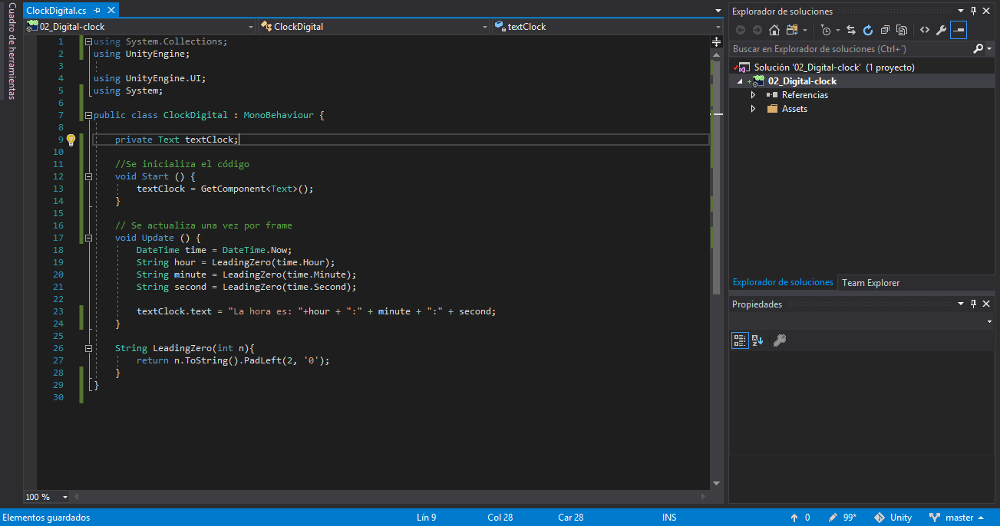 Cuadro de herramientas
ClockDigital.cs
02_Digital-clock
ClockDigital
textClock
1 using System.Collections;
2 using UnityEngine;
3
4 using UnityEngine.UI;
5 using System;
6
7 public class ClockDigital : MonoBehaviour {
8
9 private Text textClock;
10
11 //Se inicializa el código
12 void Start () {
13 textClock = GetComponent<Text>();
14 }
15
16 // Se actualiza una vez por frame
17 void Update () {
18 DateTime time = DateTime.Now;
19 String hour = LeadingZero(time.Hour);
20 String minute = LeadingZero(time.Minute);
21 String second = LeadingZero(time.Second);
22
23 textClock.text = "La hora es: "+hour + ":" + minute + ":" + second;
24 }
25
26 String LeadingZero(int n){
27 return n.ToString().PadLeft(2, '0');
28 }
29 }
30
100 %
Explorador de soluciones
Buscar en Explorador de soluciones (Ctrl+´)
Solución '02_Digital-clock' (1 proyecto)
02_Digital-clock
Referencias
Assets
Explorador de soluciones
Team Explorer
Propiedades
Elementos guardados
Lín 9
Col 28
Car 28
INS
0
99*
Unity
master